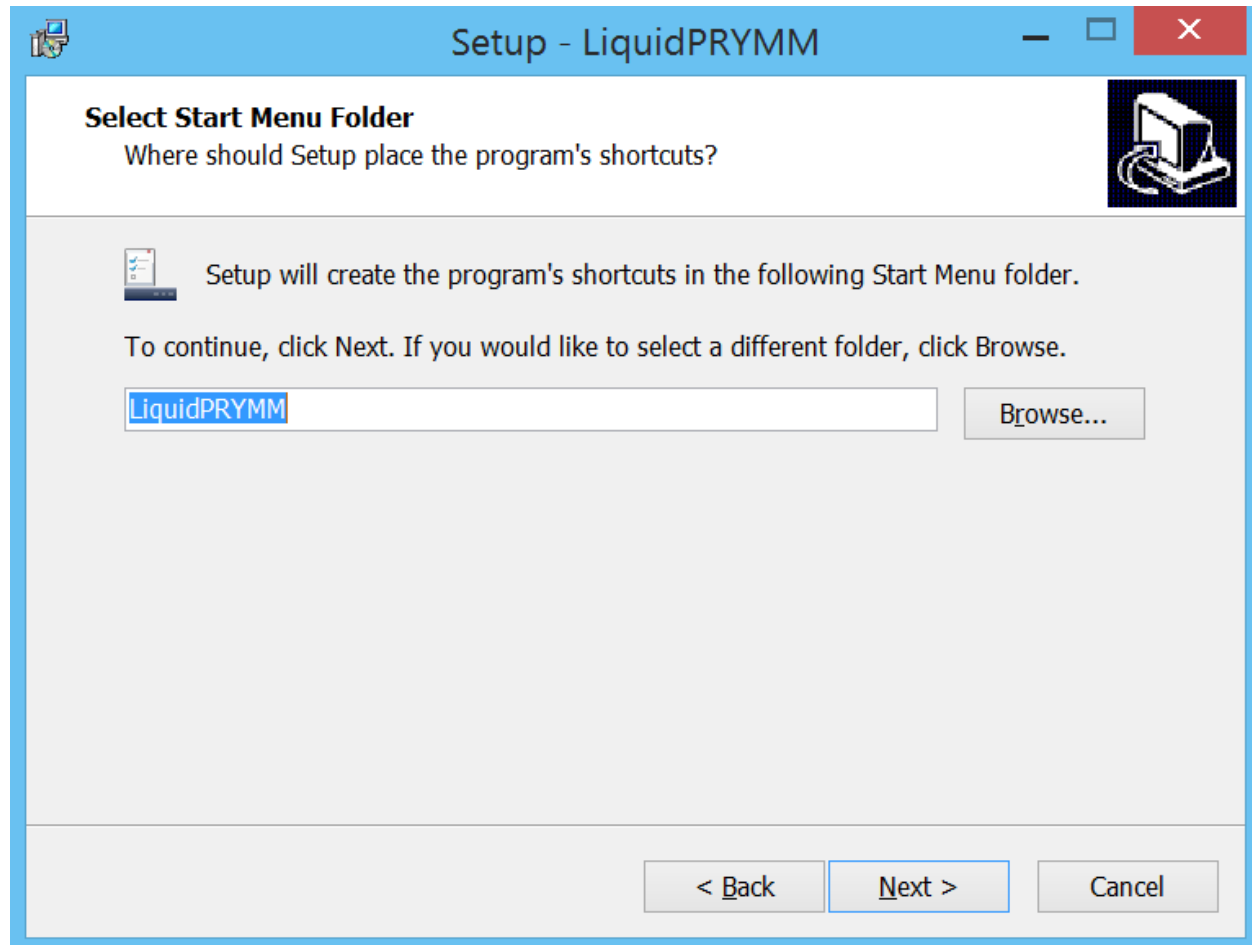 Setup - LiquidPRYMM
Select Start Menu Folder
Where should Setup place the program's shortcuts?
Setup will create the program's shortcuts in the following Start Menu folder.
To continue, click Next. If you would like to select a different folder, click Browse.
LiquidPRYMM
Browse...
< Back
Next >
Cancel